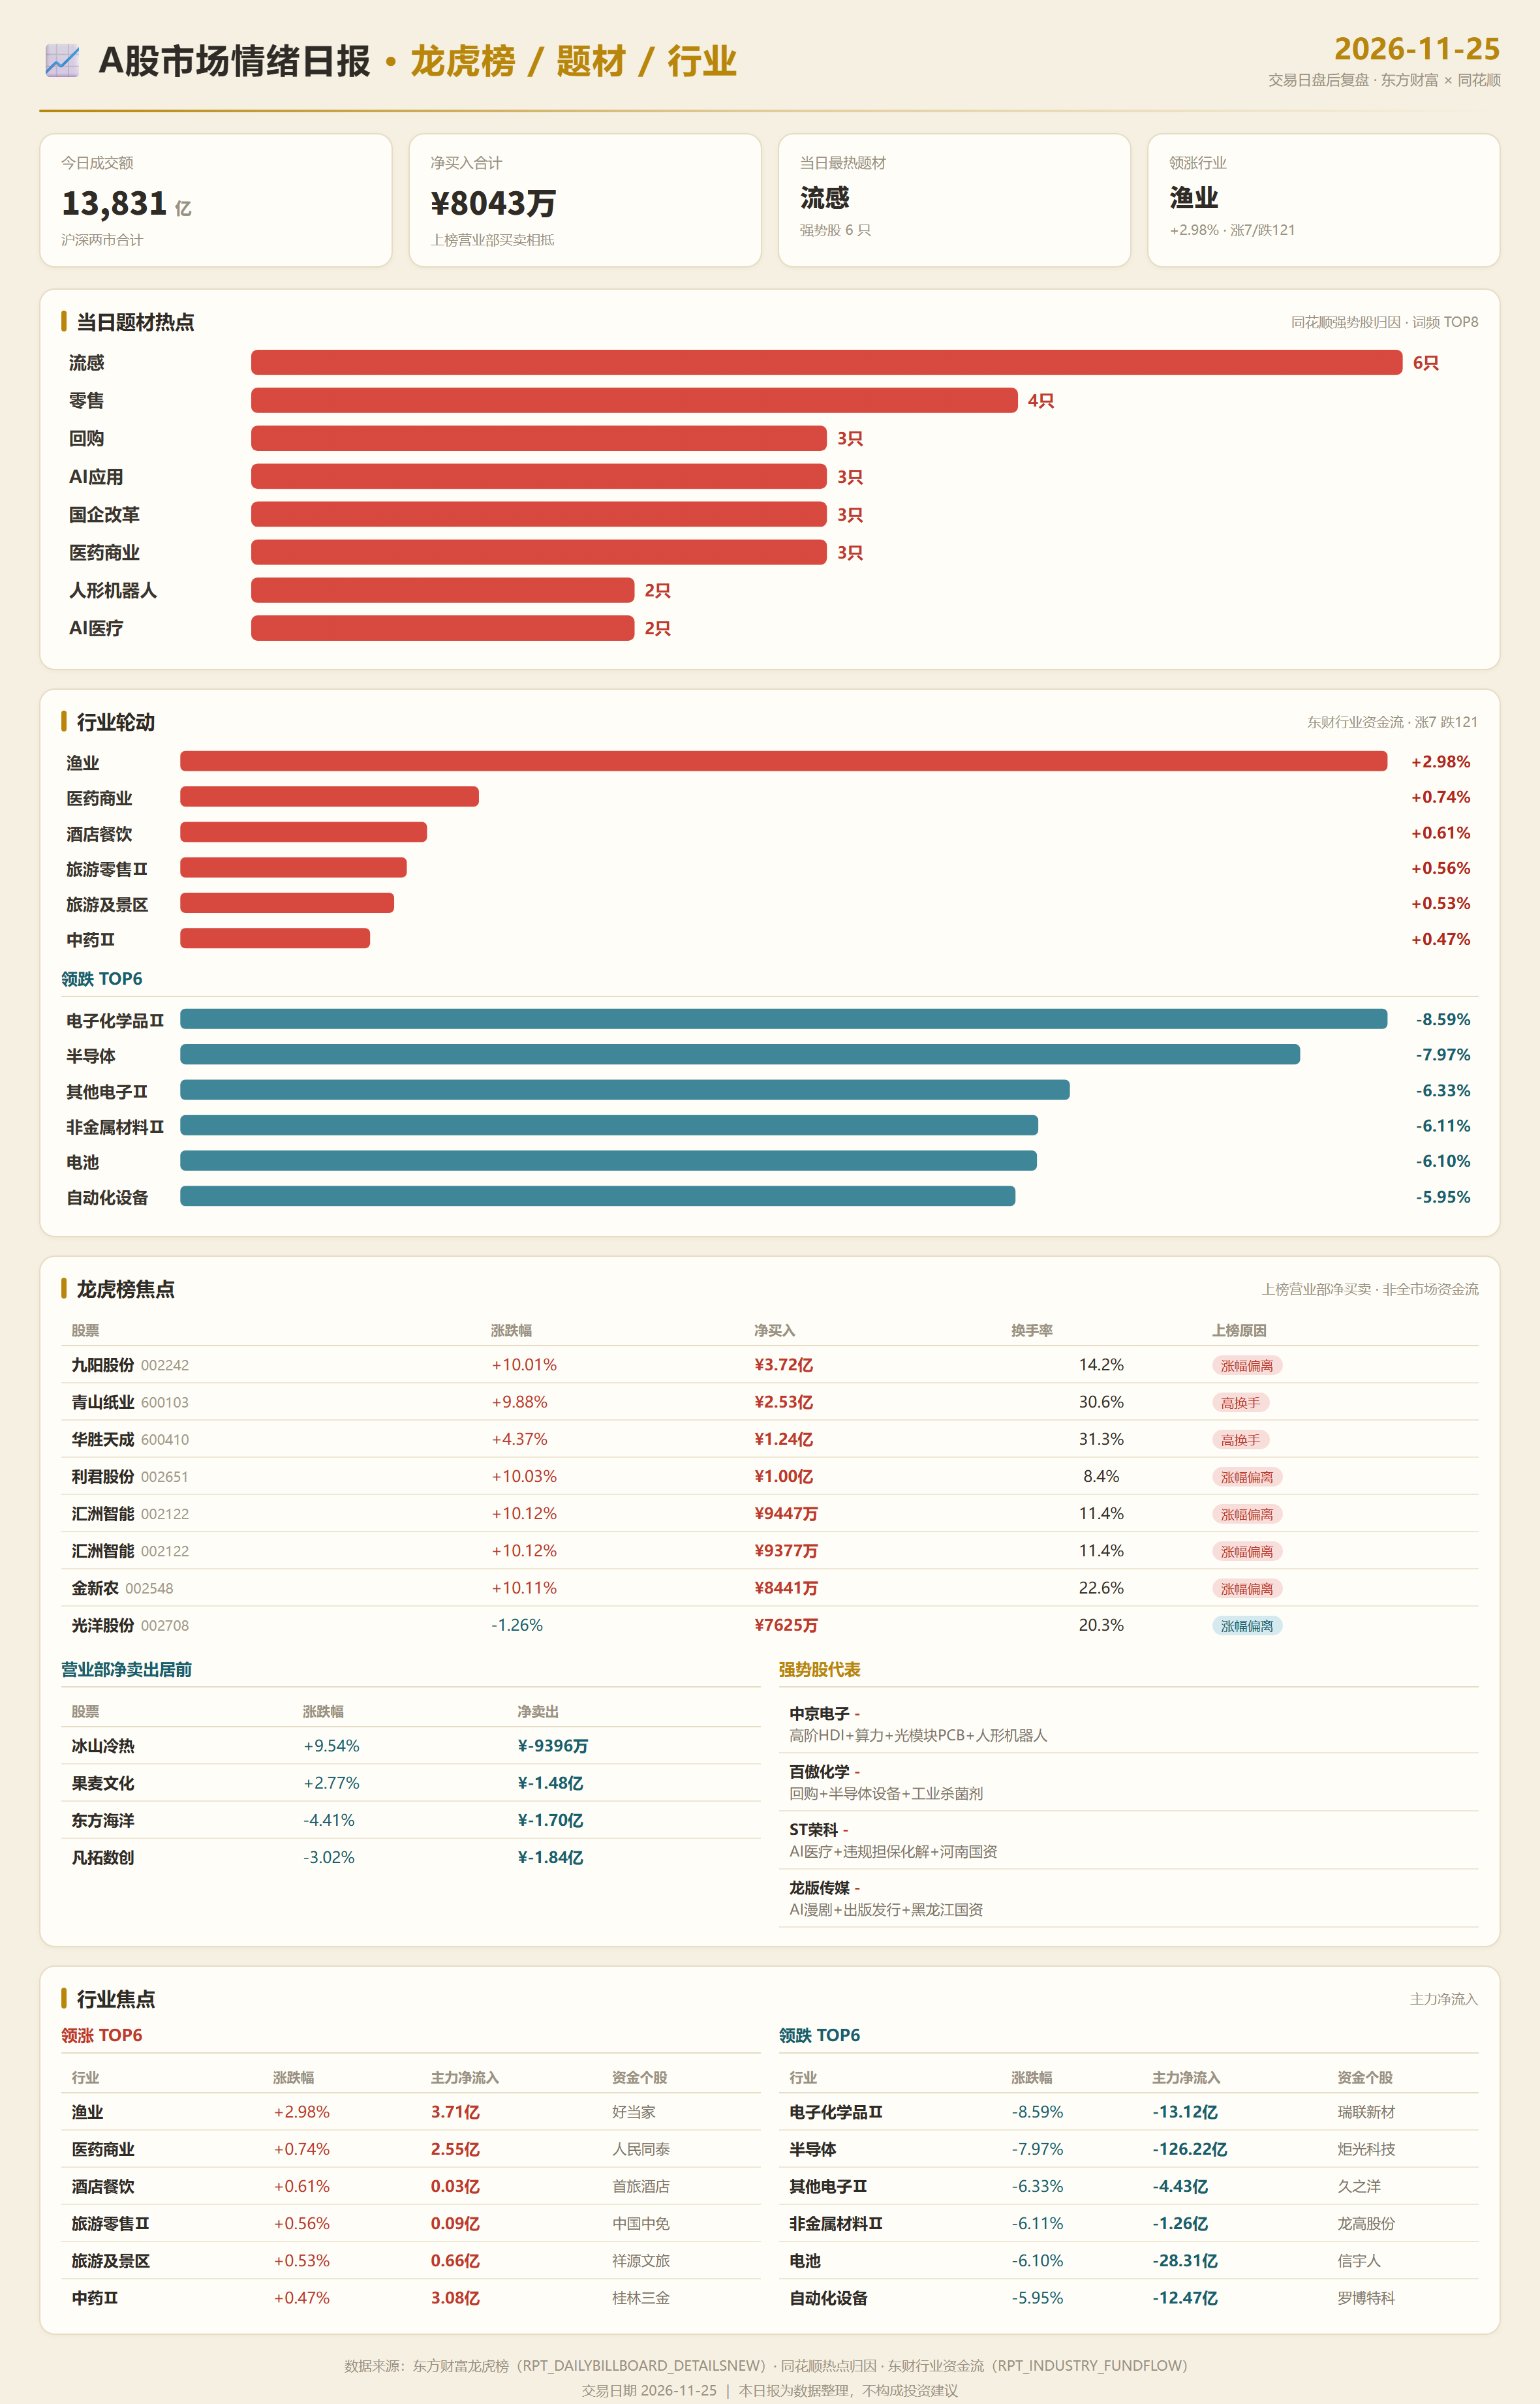 A股市场情绪日报 • 龙虎榜 / 题材 / 行业
2026-11-25
交易日盘后复盘 · 东方财富 × 同花顺
今日成交额
13,831 亿
沪深两市合计
净买入合计
¥8043万
上榜营业部买卖相抵
当日最热题材
流感
强势股 6 只
领涨行业
渔业
+2.98% · 涨7/跌121
当日题材热点
同花顺强势股归因 · 词频 TOP8
流感 6只
零售 4只
回购 3只
AI应用 3只
国企改革 3只
医药商业 3只
人形机器人 2只
AI医疗 2只
行业轮动
东财行业资金流 · 涨7 跌121
渔业 +2.98%
医药商业 +0.74%
酒店餐饮 +0.61%
旅游零售Ⅱ +0.56%
旅游及景区 +0.53%
中药Ⅱ +0.47%
领跌 TOP6
电子化学品Ⅱ -8.59%
半导体 -7.97%
其他电子Ⅱ -6.33%
非金属材料Ⅱ -6.11%
电池 -6.10%
自动化设备 -5.95%
龙虎榜焦点
上榜营业部净买卖 · 非全市场资金流
股票 涨跌幅 净买入 换手率 上榜原因
九阳股份 002242 +10.01% ¥3.72亿 14.2% 涨幅偏离
青山纸业 600103 +9.88% ¥2.53亿 30.6% 高换手
华胜天成 600410 +4.37% ¥1.24亿 31.3% 高换手
利君股份 002651 +10.03% ¥1.00亿 8.4% 涨幅偏离
汇洲智能 002122 +10.12% ¥9447万 11.4% 涨幅偏离
汇洲智能 002122 +10.12% ¥9377万 11.4% 涨幅偏离
金新农 002548 +10.11% ¥8441万 22.6% 涨幅偏离
光洋股份 002708 -1.26% ¥7625万 20.3% 涨幅偏离
营业部净卖出居前
股票 涨跌幅 净卖出
冰山冷热 +9.54% ¥-9396万
果麦文化 +2.77% ¥-1.48亿
东方海洋 -4.41% ¥-1.70亿
凡拓数创 -3.02% ¥-1.84亿
强势股代表
中京电子 -
高阶HDI+算力+光模块PCB+人形机器人
百傲化学 -
回购+半导体设备+工业杀菌剂
ST荣科 -
AI医疗+违规担保化解+河南国资
龙版传媒 -
AI漫剧+出版发行+黑龙江国资
行业焦点
主力净流入
领涨 TOP6
行业 涨跌幅 主力净流入 资金个股
渔业 +2.98% 3.71亿 好当家
医药商业 +0.74% 2.55亿 人民同泰
酒店餐饮 +0.61% 0.03亿 首旅酒店
旅游零售Ⅱ +0.56% 0.09亿 中国中免
旅游及景区 +0.53% 0.66亿 祥源文旅
中药Ⅱ +0.47% 3.08亿 桂林三金
领跌 TOP6
行业 涨跌幅 主力净流入 资金个股
电子化学品Ⅱ -8.59% -13.12亿 瑞联新材
半导体 -7.97% -126.22亿 炬光科技
其他电子Ⅱ -6.33% -4.43亿 久之洋
非金属材料Ⅱ -6.11% -1.26亿 龙高股份
电池 -6.10% -28.31亿 信宇人
自动化设备 -5.95% -12.47亿 罗博特科
数据来源：东方财富龙虎榜（RPT_DAILYBILLBOARD_DETAILSNEW）· 同花顺热点归因 · 东财行业资金流（RPT_INDUSTRY_FUNDFLOW）
交易日期 2026-11-25 ｜ 本日报为数据整理，不构成投资建议